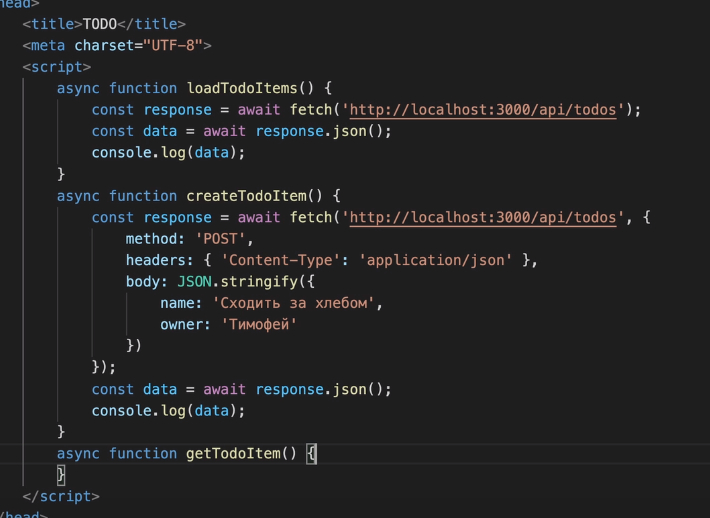 head>
<title>TODO</title>
<meta charset="UTF-8">
<script>
async function loadTodoItems() {
const response = await fetch('http://localhost:3000/api/todos');
const data = await response.json();
console.log(data);
}
async function createTodoItem() {
const response = await fetch('http://localhost:3000/api/todos', {
method: 'POST',
headers: { 'Content-Type': 'application/json' },
body: JSON.stringify({
name: 'Сходить за хлебом',
owner: 'Тимофей'
})
});
const data = await response.json();
console.log(data);
}
async function getTodoItem() {
}
</script>
/head>